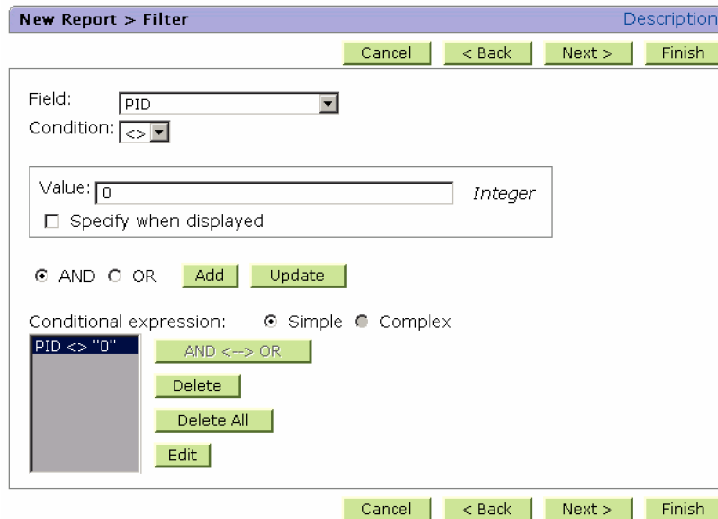 New Report > Filter Description
Cancel < Back Next > Finish
Field: PID
Condition: <>
Value: 0 Integer
Specify when displayed
AND OR Add Update
Conditional expression: Simple Complex
PID <> "0" AND <--> OR
Delete
Delete All
Edit
Cancel < Back Next > Finish